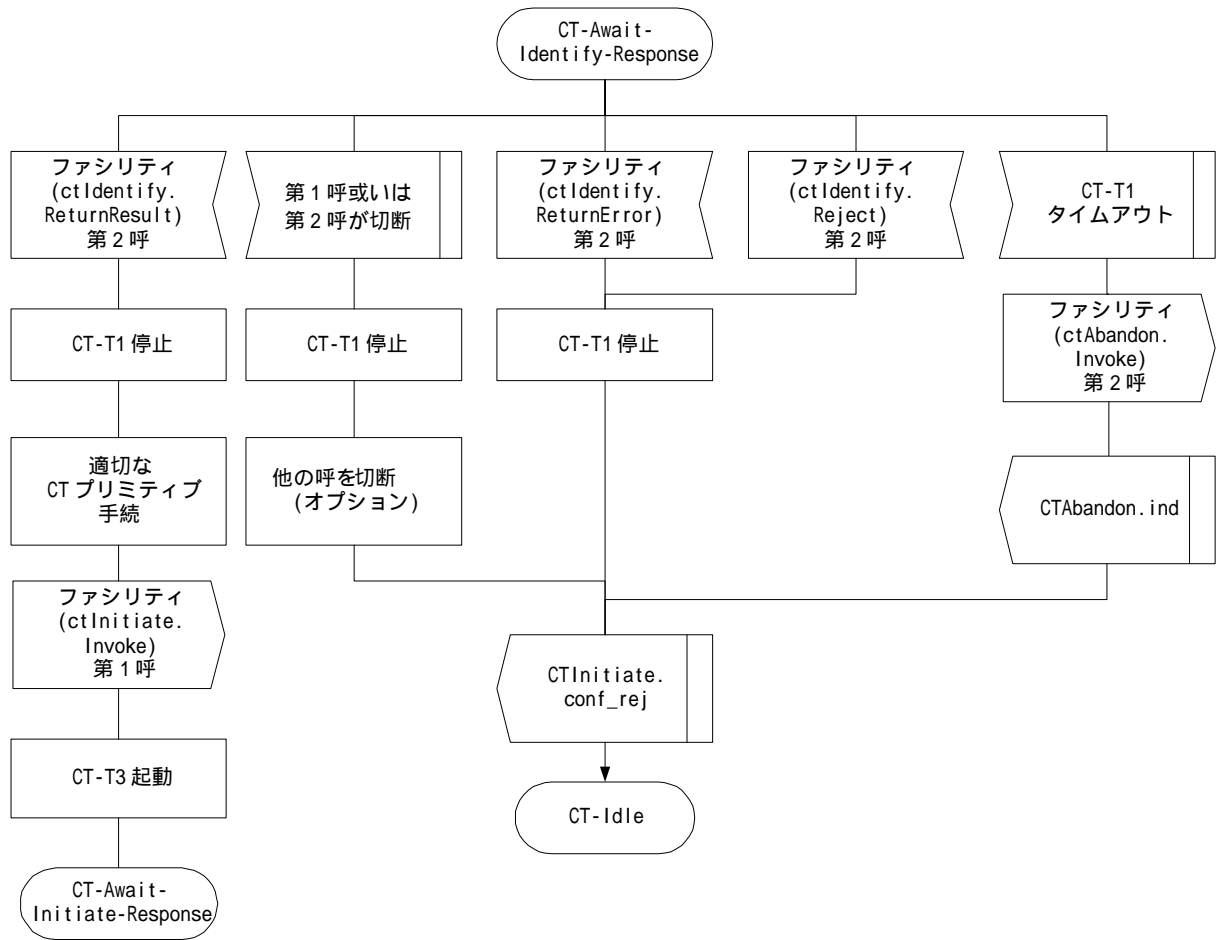 CT-Await-
Identify-Response
ファシリティ
(ctIdentify.
ReturnResult)
第２呼
第１呼或いは
第２呼が切断
ファシリティ
(ctIdentify.
ReturnError)
第２呼
ファシリティ
(ctIdentify.
Reject)
第２呼
CT-T1
タイムアウト
CT-T1 停止
CT-T1 停止
CT-T1 停止
ファシリティ
(ctAbandon.
Invoke)
第２呼
適切な
CT プリミティブ
手続
他の呼を切断
(オプション)
CTAbandon.ind
ファシリティ
(ctInitiate.
Invoke)
第１呼
CTInitiate.
conf_rej
CT-T3 起動
CT-Idle
CT-Await-
Initiate-Response